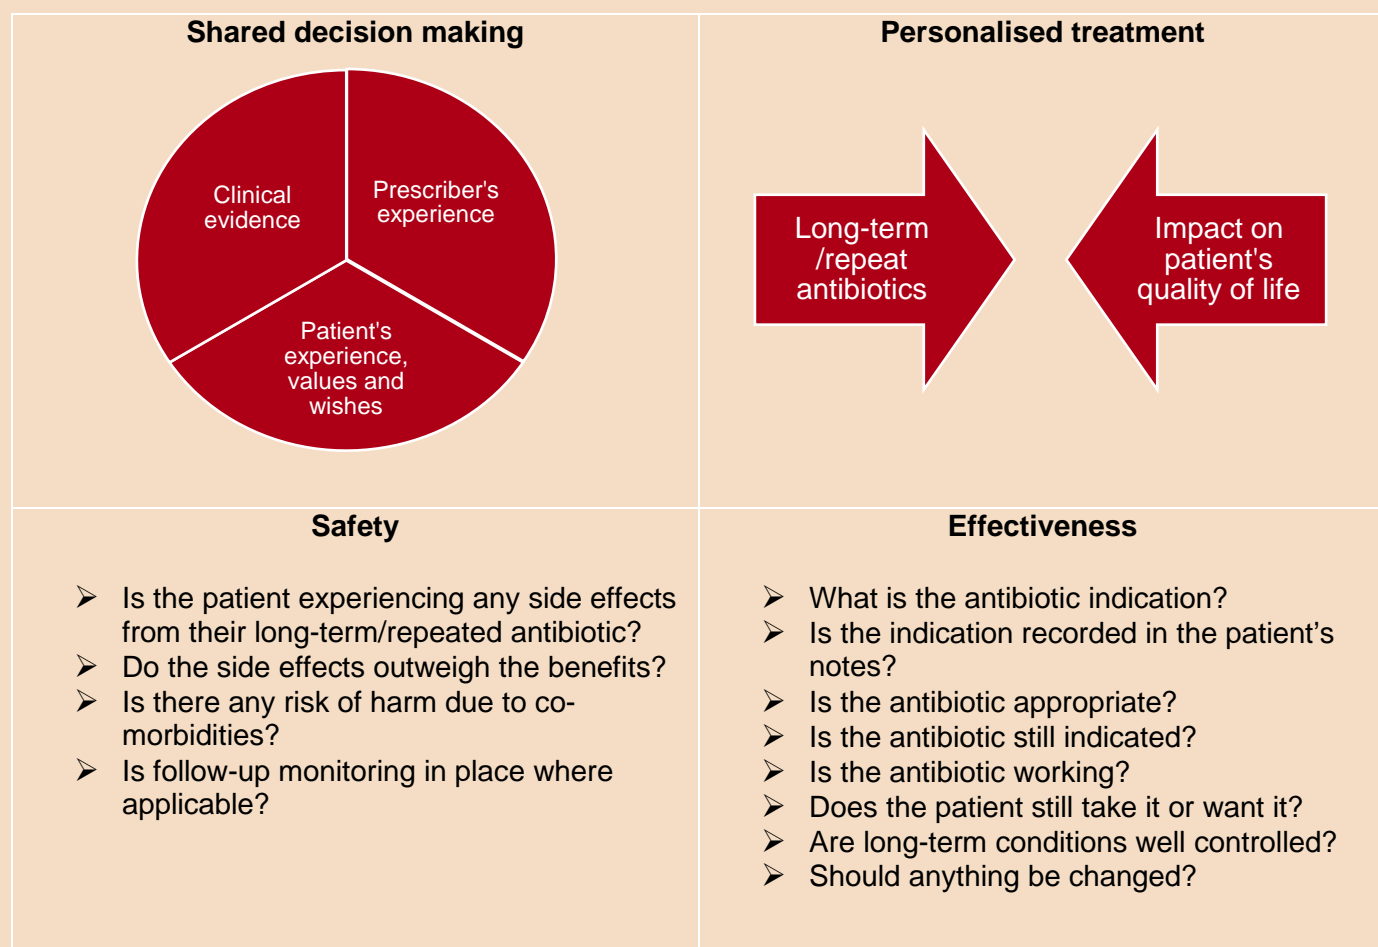 Shared decision making
Clinical
evidence
Prescriber's
experience
Patient's
experience,
values and
wishes
Personalised treatment
Long-term
/repeat
antibiotics
Impact on
patient's
quality of life
Safety
➢ Is the patient experiencing any side effects
from their long-term/repeated antibiotic?
➢ Do the side effects outweigh the benefits?
➢ Is there any risk of harm due to co-
morbidities?
➢ Is follow-up monitoring in place where
applicable?
Effectiveness
➢ What is the antibiotic indication?
➢ Is the indication recorded in the patient’s
notes?
➢ Is the antibiotic appropriate?
➢ Is the antibiotic still indicated?
➢ Is the antibiotic working?
➢ Does the patient still take it or want it?
➢ Are long-term conditions well controlled?
➢ Should anything be changed?